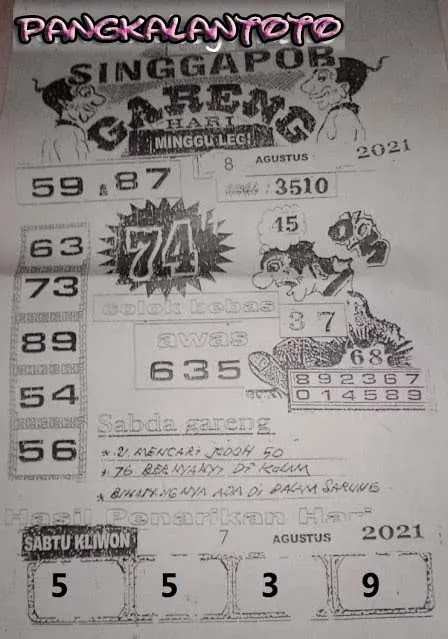 PANGKALANTOTO
SINGGAPOR
GARENG
HARI
MINGGU LEGI
8 AGUSTUS 2021
59 & 87
3510
63
73
89
54
56
74
45
colok bebas
37
awas
635
68
892367
014589
Sabda gareng
* 21. MENCARI JODOH 50
+ 76 BERNYANYI DI KOLAM
* BINATANGNYA ADA DI DALAM SARUNG
Hasil Penarikan Hari
SABTU KLIWON 7 AGUSTUS 2021
5 5 3 9